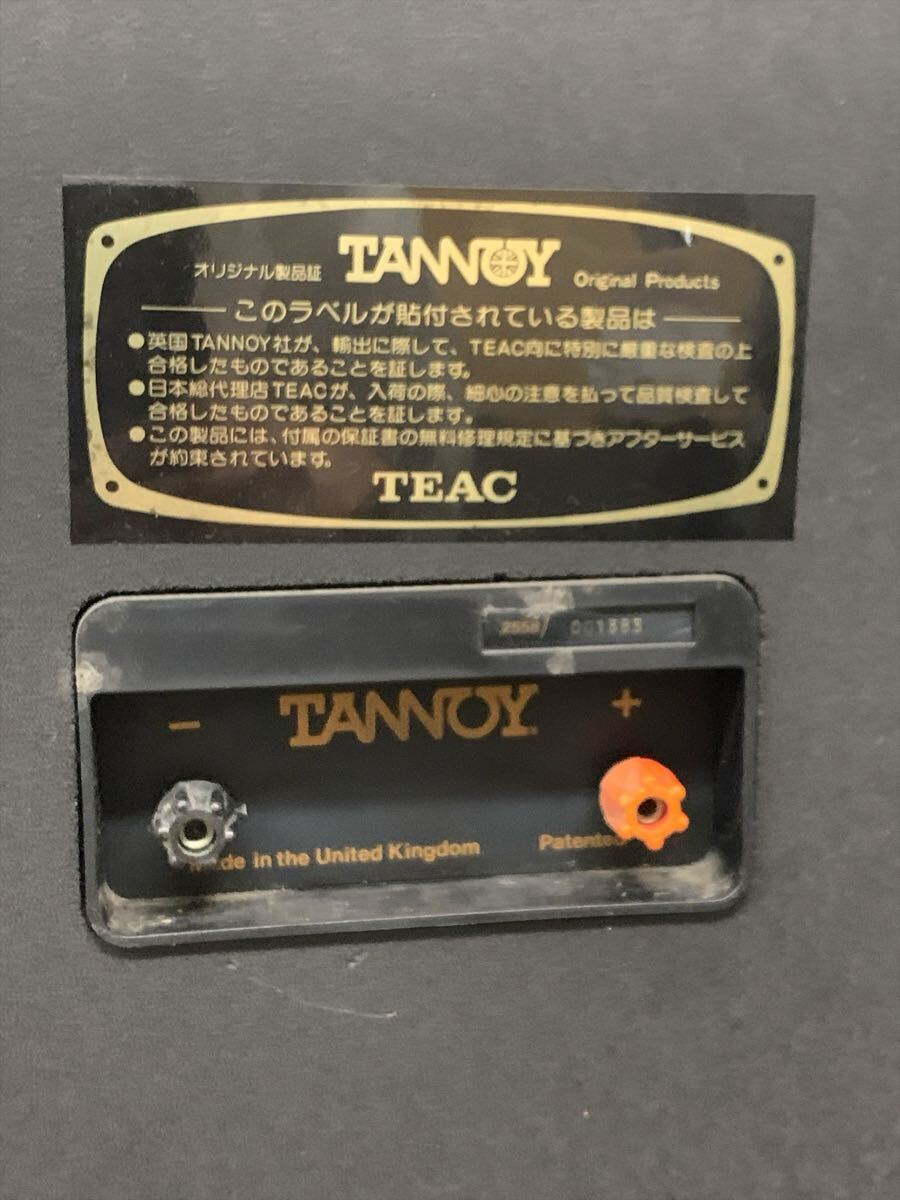 オリジナル製品証 TANNOY Original Products
このラベルが貼付されている製品は
●英国TANNOY社が、輸出に際して、TEAC向に特別に厳重な検査の上
合格したものであることを証します。
●日本総代理店TEACが、入荷の際、細心の注意を払って品質検査して
合格したものであることを証します。
●この製品には、付属の保証書の無料修理規定に基づきアフターサービス
が約束されています。
TEAC
− TANNOY +
in the United Kingdom Patented